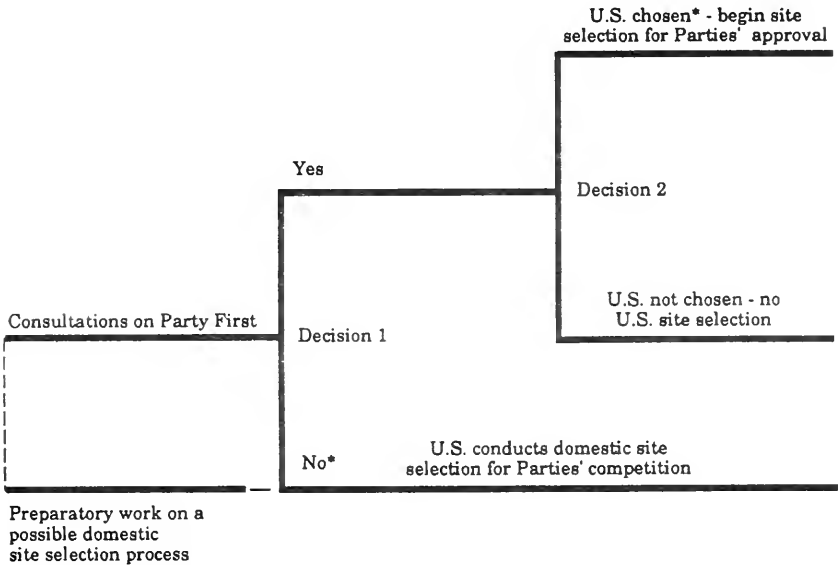 U.S. chosen* - begin site
selection for Parties' approval
Yes
Decision 2
U.S. not chosen - no
U.S. site selection
Consultations on Party First
Decision 1
No*
U.S. conducts domestic site
selection for Parties' competition
Preparatory work on a
possible domestic
site selection process